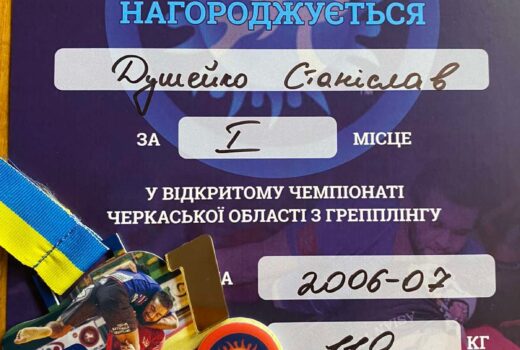 НАГОРОДЖУЄТЬСЯ
Душейко Станіслав
ЗА I МІСЦЕ
У ВІДКРИТОМУ ЧЕМПІОНАТІ
ЧЕРКАСЬКОЇ ОБЛАСТІ З ГРЕППЛІНГУ
2006-07
КГ